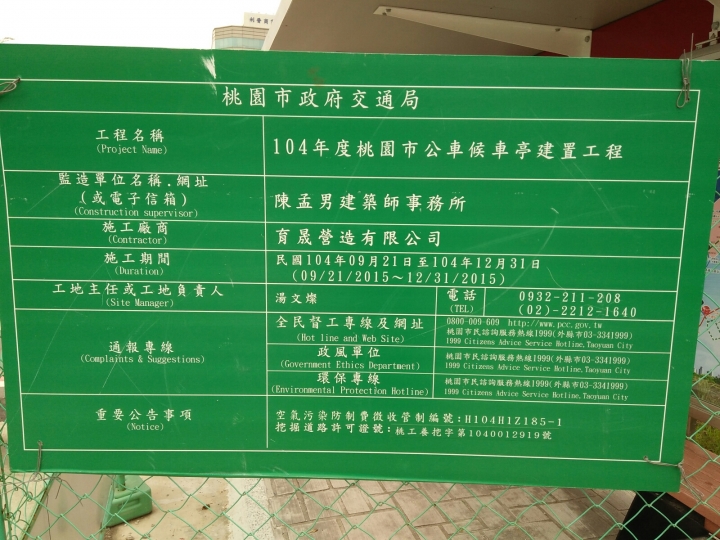 桃園市政府交通局
工程名稱
(Project Name)
104年度桃園市公車候車亭建置工程
監造單位名稱.網址
(或電子信箱)
(Construction supervisor)
陳孟男建築師事務所
施工廠商
(Contractor)
育晟營造有限公司
施工期間
(Duration)
民國104年09月21日至104年12月31日
(09/21/2015～12/31/2015)
工地主任或工地負責人
(Site Manager)
湯文燦
電話
(TEL)
0932-211-208
(02)-2212-1640
通報專線
(Complaints & Suggestions)
全民督工專線及網址
(Hot line and Web Site)
0800-009-609 http://www.pcc.gov.tw
桃園市民諮詢服務熱線1999(外縣市03-3341999)
1999 Citizens Advice Service Hotline,Taoyuan City
政風單位
(Government Ethics Department)
桃園市民諮詢服務熱線1999(外縣市03-3341999)
1999 Citizens Advice Service Hotline,Taoyuan City
環保專線
(Environmental Protection Hotline)
桃園市民諮詢服務熱線1999(外縣市03-3341999)
1999 Citizens Advice Service Hotline,Taoyuan City
重要公告事項
(Notice)
空氣污染防制費徵收管制編號:H104H1Z185-1
挖掘道路許可證號:桃工養挖字第1040012919號